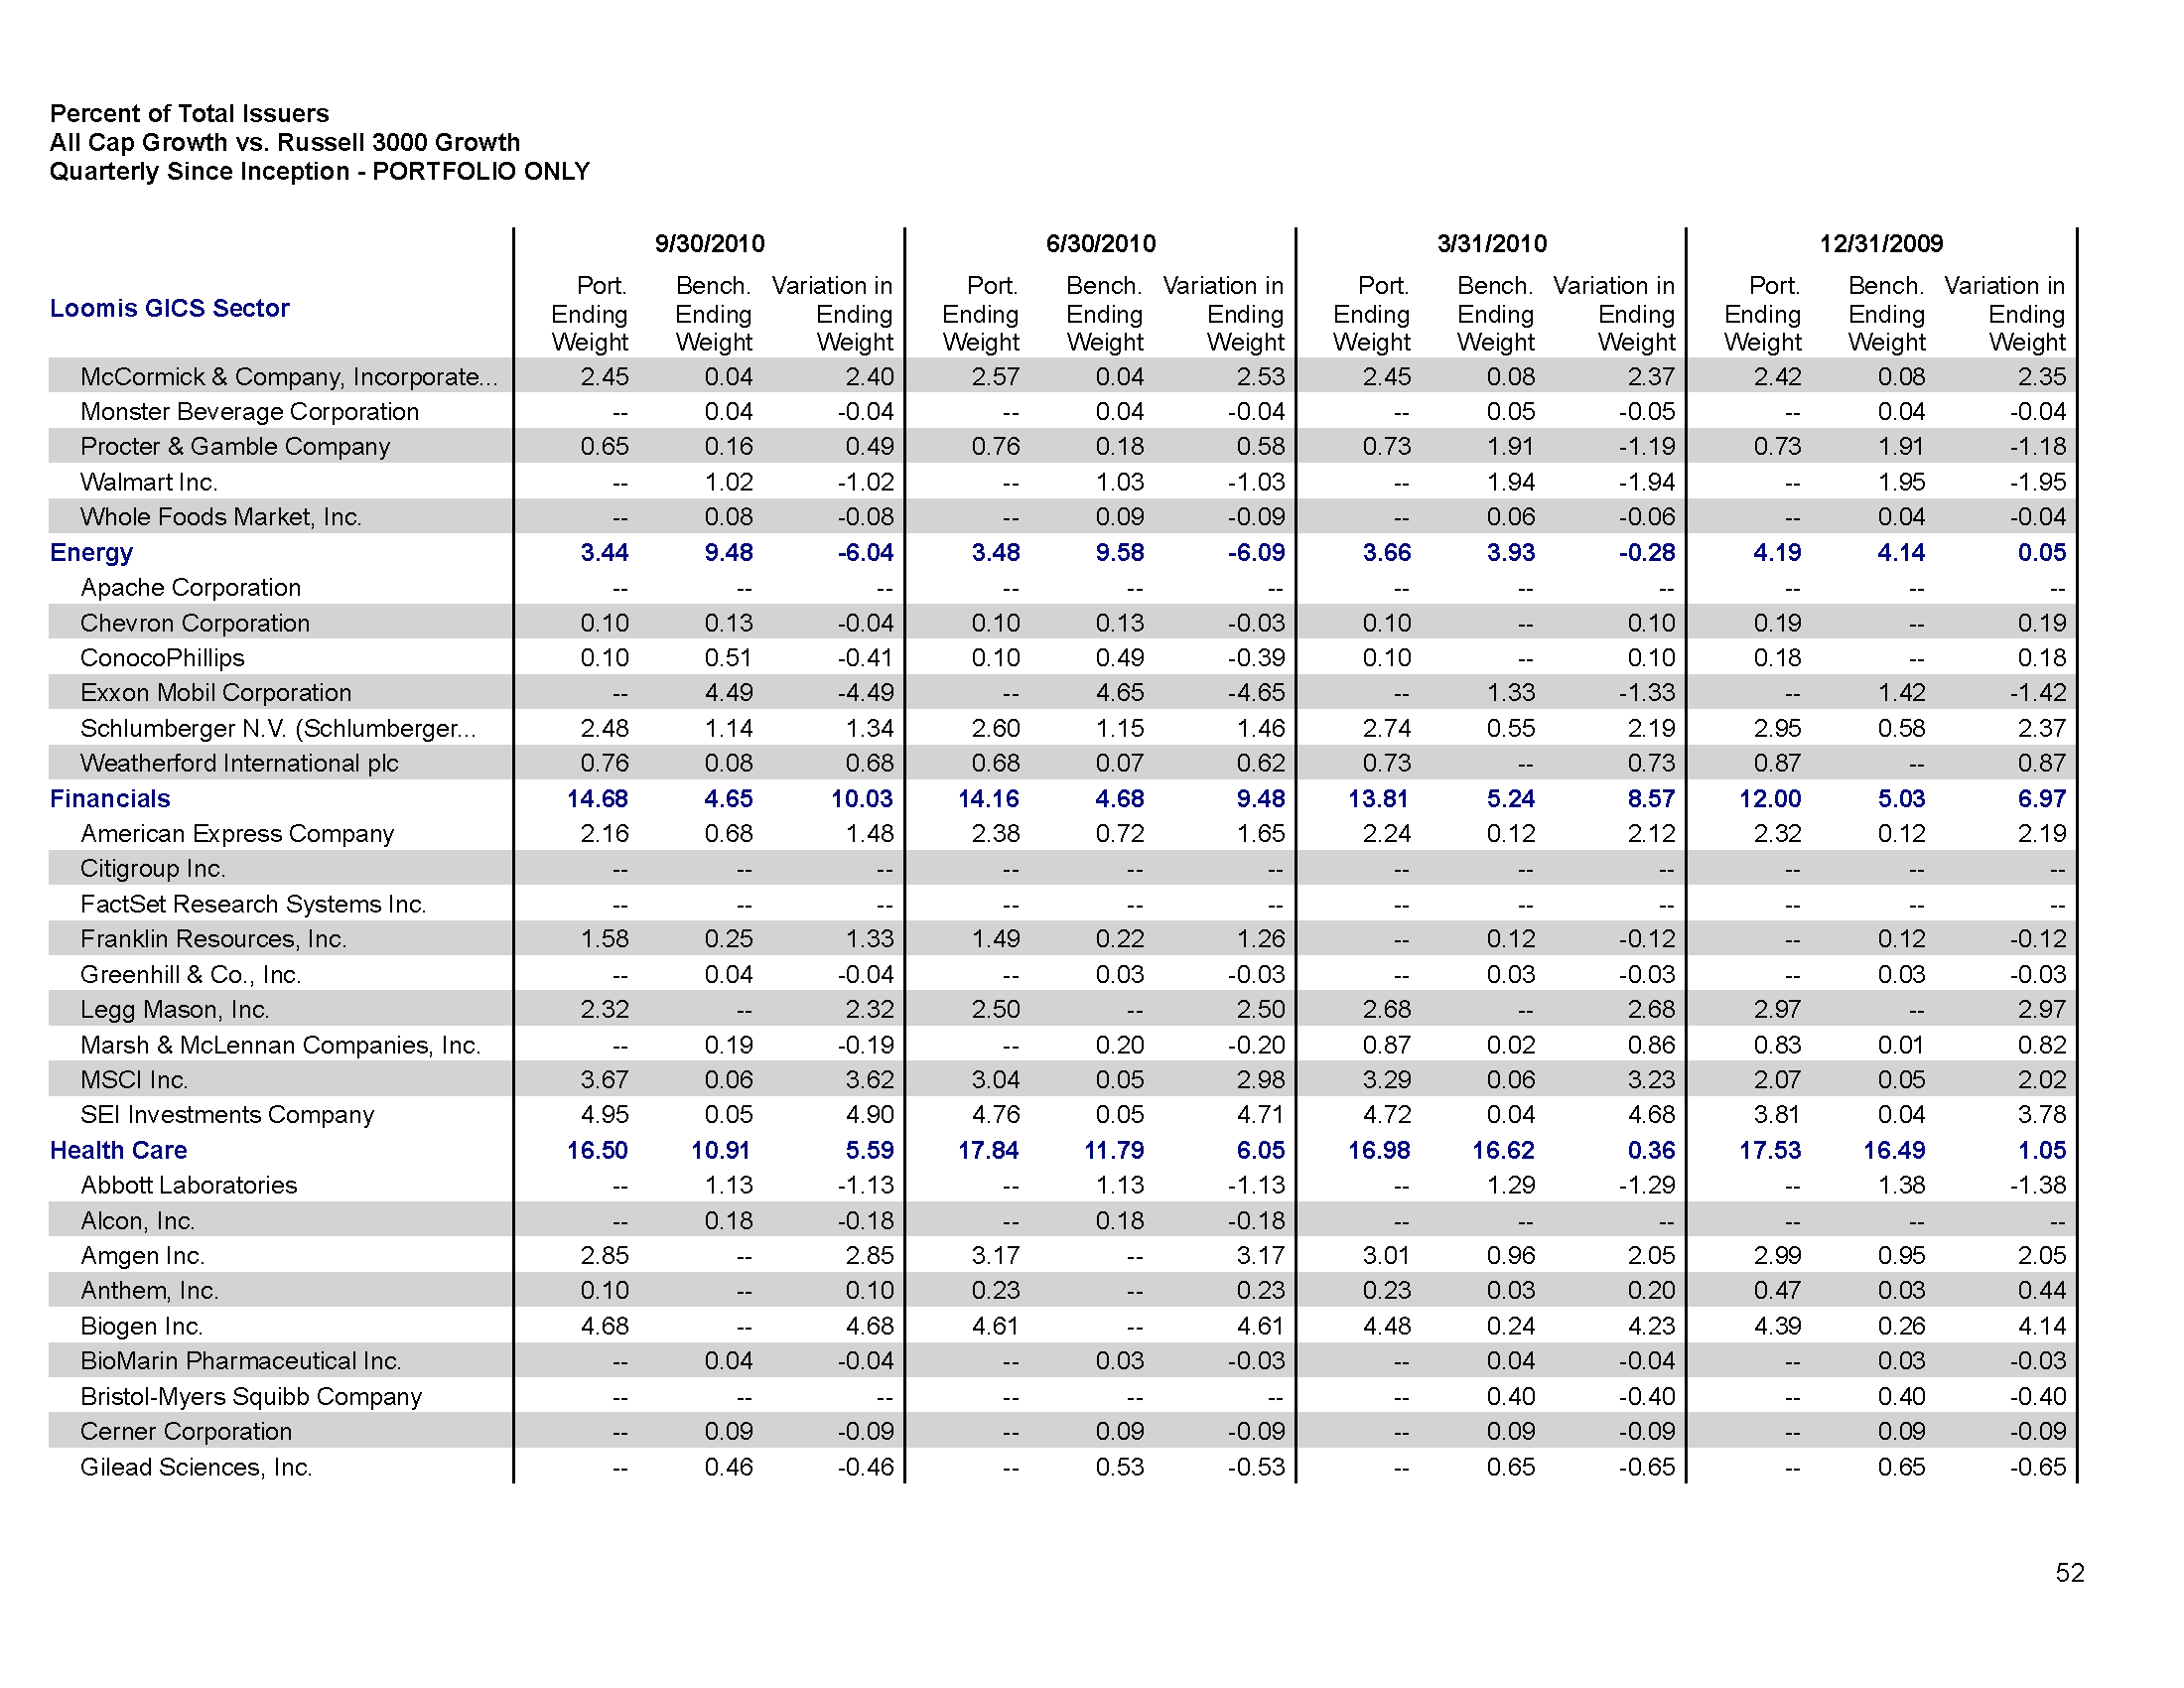 Percent of Total Issuers
All Cap Growth vs. Russell 3000 Growth
Quarterly Since Inception - PORTFOLIO ONLY
9/30/2010 6/30/2010 3/31/2010 12/31/2009
Loomis GICS Sector
Port. Bench. Variation in Port. Bench. Variation in Port. Bench. Variation in Port. Bench. Variation in
Ending Ending Ending Ending Ending Ending Ending Ending Ending Ending Ending Ending
Weight Weight Weight Weight Weight Weight Weight Weight Weight Weight Weight Weight
McCormick & Company, Incorporate... 2.45 0.04 2.40 2.57 0.04 2.53 2.45 0.08 2.37 2.42 0.08 2.35
Monster Beverage Corporation -- 0.04 -0.04 -- 0.04 -0.04 -- 0.05 -0.05 -- 0.04 -0.04
Procter & Gamble Company 0.65 0.16 0.49 0.76 0.18 0.58 0.73 1.91 -1.19 0.73 1.91 -1.18
Walmart Inc. -- 1.02 -1.02 -- 1.03 -1.03 -- 1.94 -1.94 -- 1.95 -1.95
Whole Foods Market, Inc. -- 0.08 -0.08 -- 0.09 -0.09 -- 0.06 -0.06 -- 0.04 -0.04
Energy 3.44 9.48 -6.04 3.48 9.58 -6.09 3.66 3.93 -0.28 4.19 4.14 0.05
Apache Corporation -- -- -- -- -- -- -- -- -- -- -- --
Chevron Corporation 0.10 0.13 -0.04 0.10 0.13 -0.03 0.10 -- 0.10 0.19 -- 0.19
ConocoPhillips 0.10 0.51 -0.41 0.10 0.49 -0.39 0.10 -- 0.10 0.18 -- 0.18
Exxon Mobil Corporation -- 4.49 -4.49 -- 4.65 -4.65 -- 1.33 -1.33 -- 1.42 -1.42
Schlumberger N.V. (Schlumberger... 2.48 1.14 1.34 2.60 1.15 1.46 2.74 0.55 2.19 2.95 0.58 2.37
Weatherford International plc 0.76 0.08 0.68 0.68 0.07 0.62 0.73 -- 0.73 0.87 -- 0.87
Financials 14.68 4.65 10.03 14.16 4.68 9.48 13.81 5.24 8.57 12.00 5.03 6.97
American Express Company 2.16 0.68 1.48 2.38 0.72 1.65 2.24 0.12 2.12 2.32 0.12 2.19
Citigroup Inc. -- -- -- -- -- -- -- -- -- -- -- --
FactSet Research Systems Inc. -- -- -- -- -- -- -- -- -- -- -- --
Franklin Resources, Inc. 1.58 0.25 1.33 1.49 0.22 1.26 -- 0.12 -0.12 -- 0.12 -0.12
Greenhill & Co., Inc. -- 0.04 -0.04 -- 0.03 -0.03 -- 0.03 -0.03 -- 0.03 -0.03
Legg Mason, Inc. 2.32 -- 2.32 2.50 -- 2.50 2.68 -- 2.68 2.97 -- 2.97
Marsh & McLennan Companies, Inc. -- 0.19 -0.19 -- 0.20 -0.20 0.87 0.02 0.86 0.83 0.01 0.82
MSCI Inc. 3.67 0.06 3.62 3.04 0.05 2.98 3.29 0.06 3.23 2.07 0.05 2.02
SEI Investments Company 4.95 0.05 4.90 4.76 0.05 4.71 4.72 0.04 4.68 3.81 0.04 3.78
Health Care 16.50 10.91 5.59 17.84 11.79 6.05 16.98 16.62 0.36 17.53 16.49 1.05
Abbott Laboratories -- 1.13 -1.13 -- 1.13 -1.13 -- 1.29 -1.29 -- 1.38 -1.38
Alcon, Inc. -- 0.18 -0.18 -- 0.18 -0.18 -- -- -- -- -- --
Amgen Inc. 2.85 -- 2.85 3.17 -- 3.17 3.01 0.96 2.05 2.99 0.95 2.05
Anthem, Inc. 0.10 -- 0.10 0.23 -- 0.23 0.23 0.03 0.20 0.47 0.03 0.44
Biogen Inc. 4.68 -- 4.68 4.61 -- 4.61 4.48 0.24 4.23 4.39 0.26 4.14
BioMarin Pharmaceutical Inc. -- 0.04 -0.04 -- 0.03 -0.03 -- 0.04 -0.04 -- 0.03 -0.03
Bristol-Myers Squibb Company -- -- -- -- -- -- -- 0.40 -0.40 -- 0.40 -0.40
Cerner Corporation -- 0.09 -0.09 -- 0.09 -0.09 -- 0.09 -0.09 -- 0.09 -0.09
Gilead Sciences, Inc. -- 0.46 -0.46 -- 0.53 -0.53 -- 0.65 -0.65 -- 0.65 -0.65
52